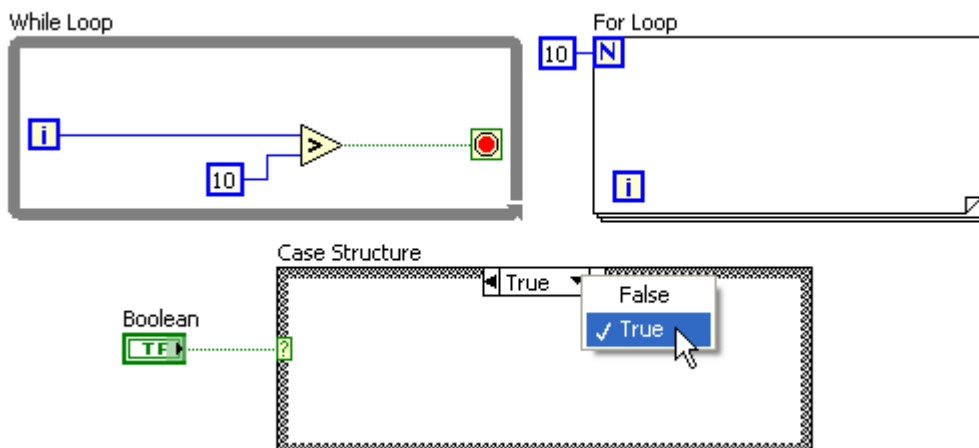 While Loop
For Loop
10
N
i
>
10
i
Case Structure
True
False
✓ True
Boolean
TF
?